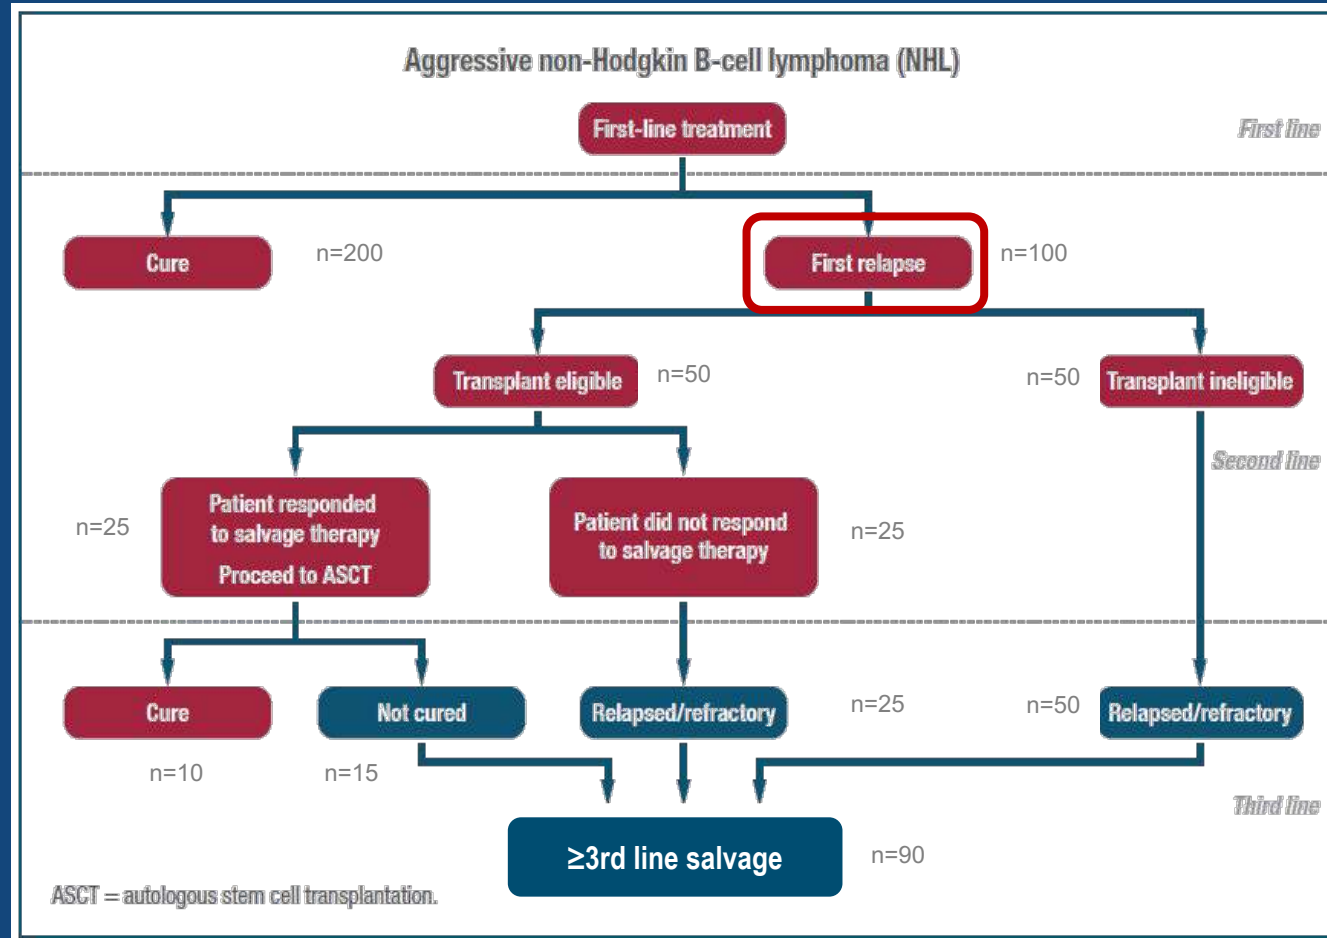 Aggressive non-Hodgkin B-cell lymphoma (NHL)
First-line treatment
First line
Cure
n=200
First relapse
n=100
Transplant eligible
n=50
n=50
Transplant ineligible
Second line
n=25
Patient responded
to salvage therapy
Proceed to ASCT
Patient did not respond
to salvage therapy
n=25
Cure
Not cured
Relapsed/refractory
n=25
n=50
Relapsed/refractory
n=10
n=15
Third line
≥3rd line salvage
n=90
ASCT = autologous stem cell transplantation.